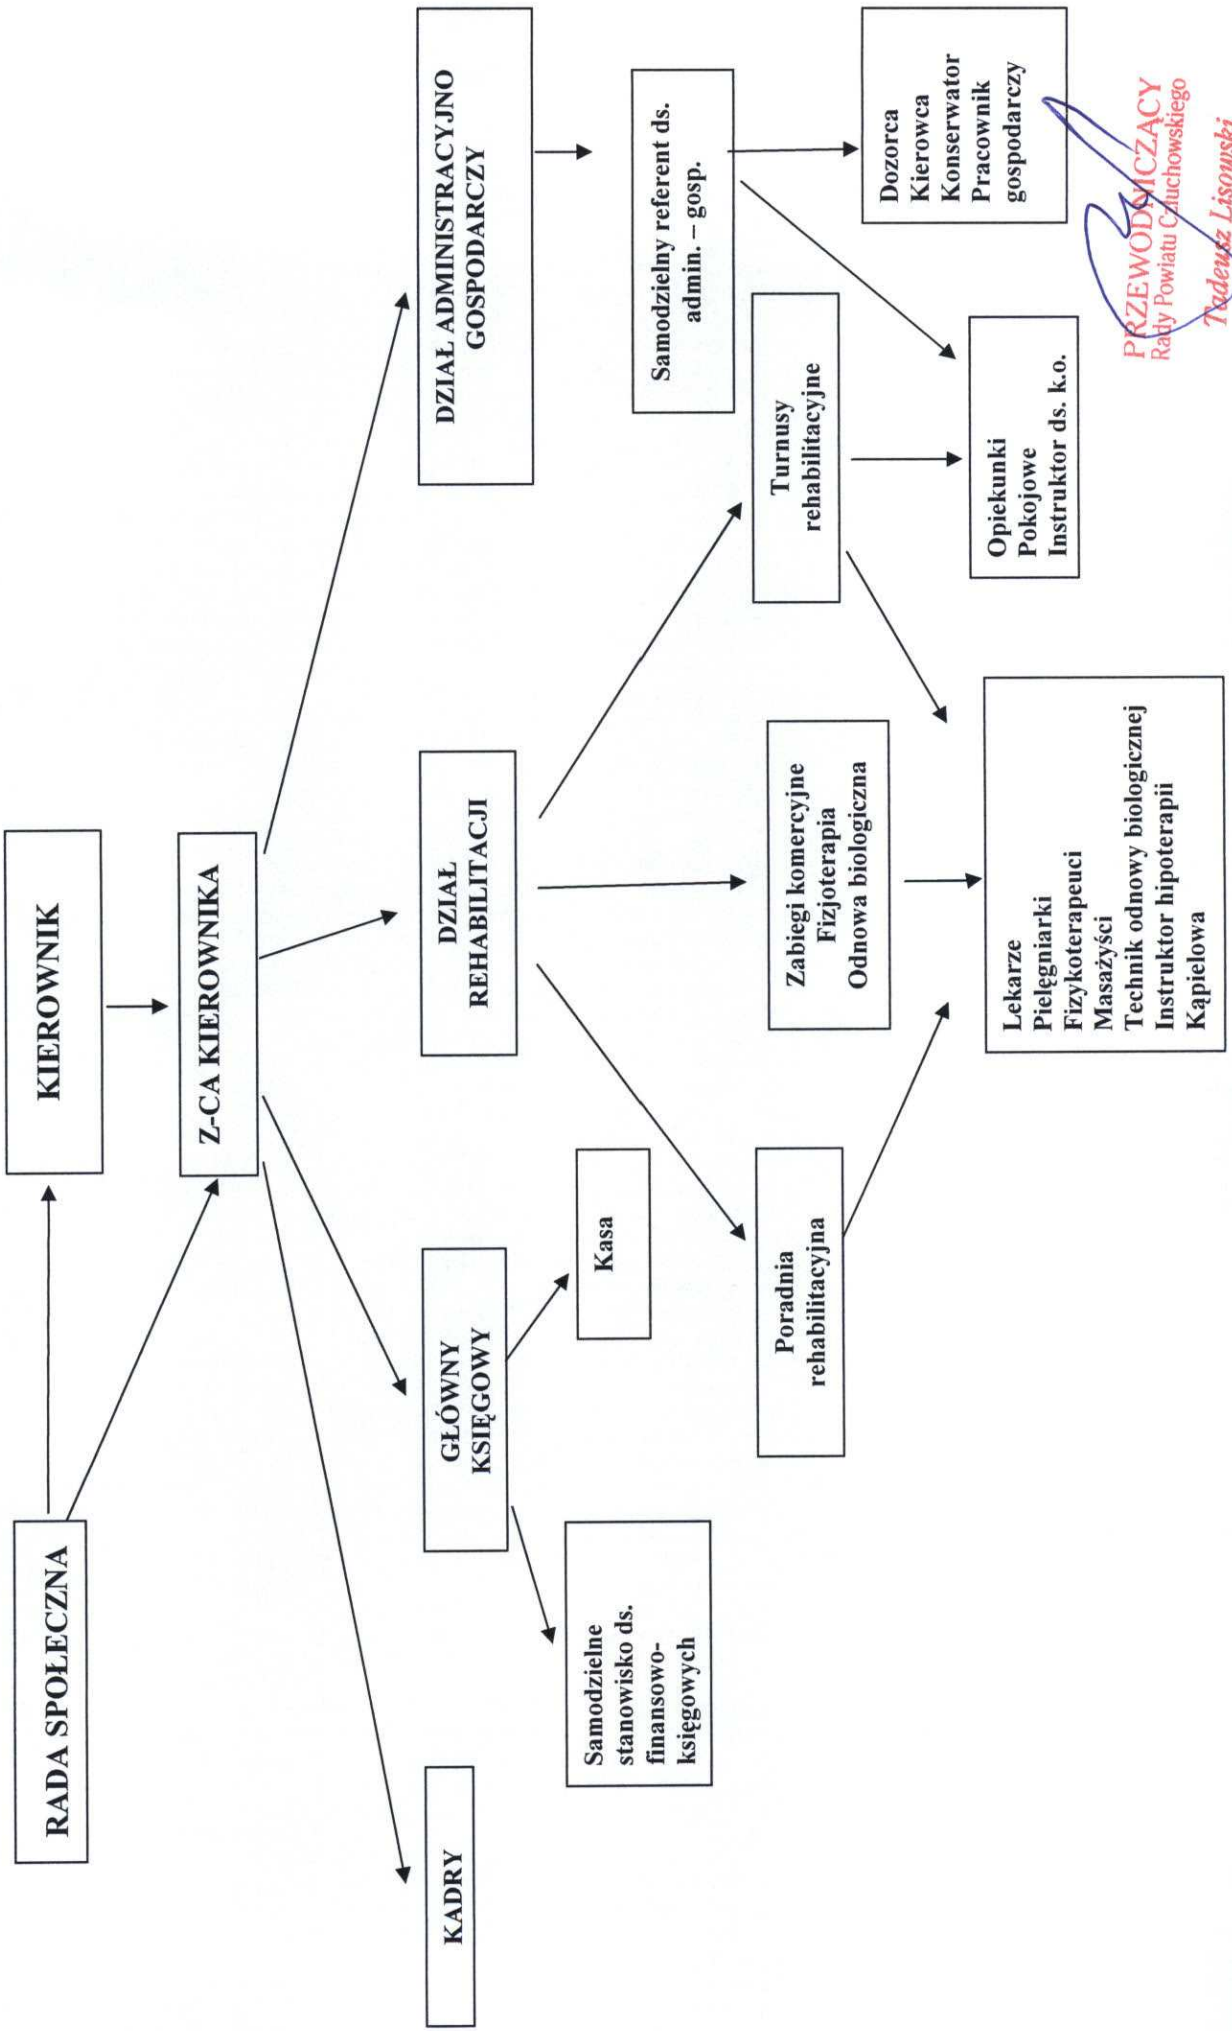 RADA SPOŁECZNA
KIEROWNIK
Z-CA KIEROWNIKA
KADRY
GŁÓWNY
KSIĘGOWY
DZIAŁ
REHABILITACJI
DZIAŁ ADMINISTRACYJNO
GOSPODARCZY
Samodzielne
stanowisko ds.
finansowo-
księgowych
Kasa
Samodzielny referent ds.
admin. – gosp.
Poradnia
rehabilitacyjna
Zabiegi komercyjne
Fizjoterapia
Odnowa biologiczna
Turnusy
rehabilitacyjne
Dozorca
Kierowca
Konserwator
Pracownik
gospodarczy
Lekarze
Pielęgniarki
Fizykoterapeuci
Masażyści
Technik odnowy biologicznej
Instruktor hipoterapii
Kąpielowa
Opiekunki
Pokojowe
Instruktor ds. k.o.
PRZEWODNICZĄCY
Rady Powiatu Człuchowskiego
Tadeusz Lisowski